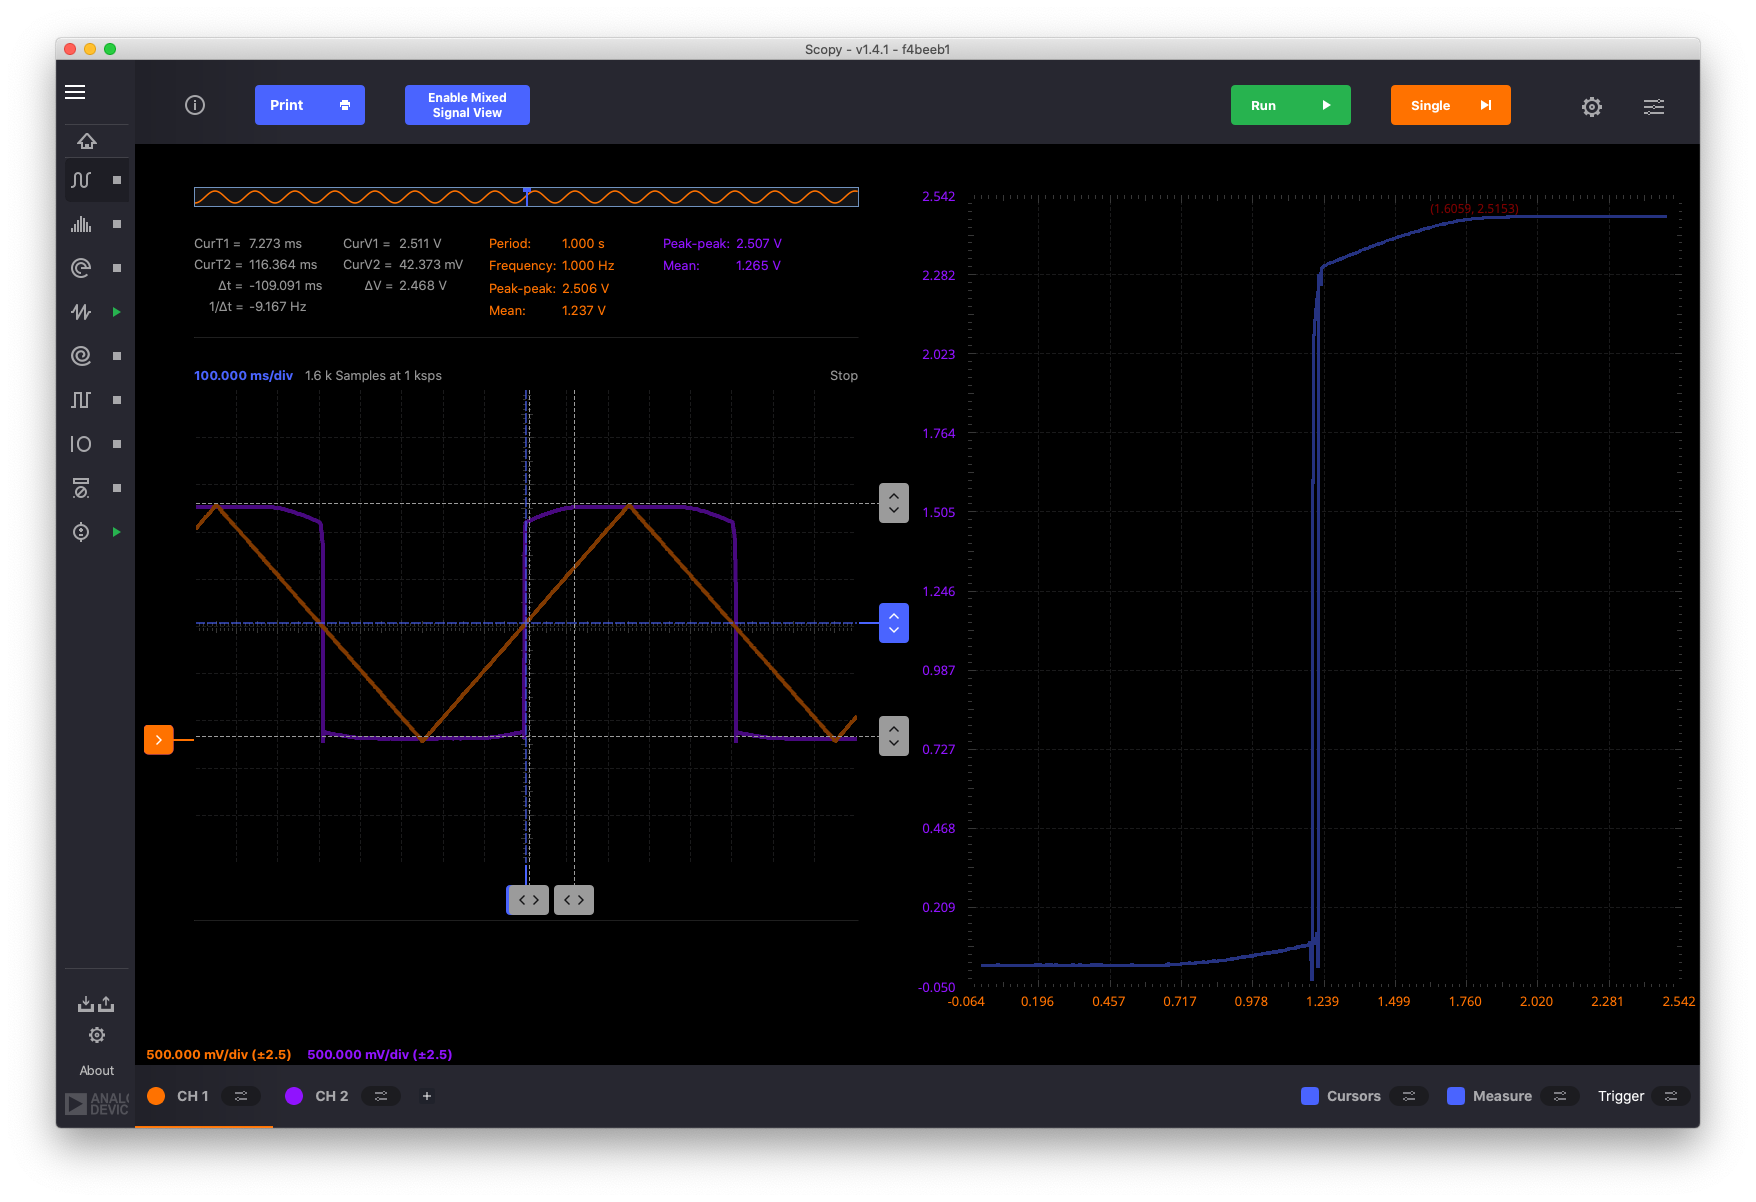 Scopy - v1.4.1 - f4beeb1
Print
Enable Mixed
Signal View
Run
Single
CurT1 = 7.273 ms
CurT2 = 116.364 ms
Δt = -109.091 ms
1/Δt = -9.167 Hz
CurV1 = 2.511 V
CurV2 = 42.373 mV
ΔV = 2.468 V
Period: 1.000 s
Frequency: 1.000 Hz
Peak-peak: 2.506 V
Mean: 1.237 V
Peak-peak: 2.507 V
Mean: 1.265 V
100.000 ms/div 1.6 k Samples at 1 ksps Stop
(1.6059, 2.5153)
2.542
2.282
2.023
1.764
1.505
1.246
0.987
0.727
0.468
0.209
-0.050
-0.064 0.196 0.457 0.717 0.978 1.239 1.499 1.760 2.020 2.281 2.542
About
ANALO
DEVIC
500.000 mV/div (±2.5) 500.000 mV/div (±2.5)
CH 1 CH 2 + Cursors Measure Trigger